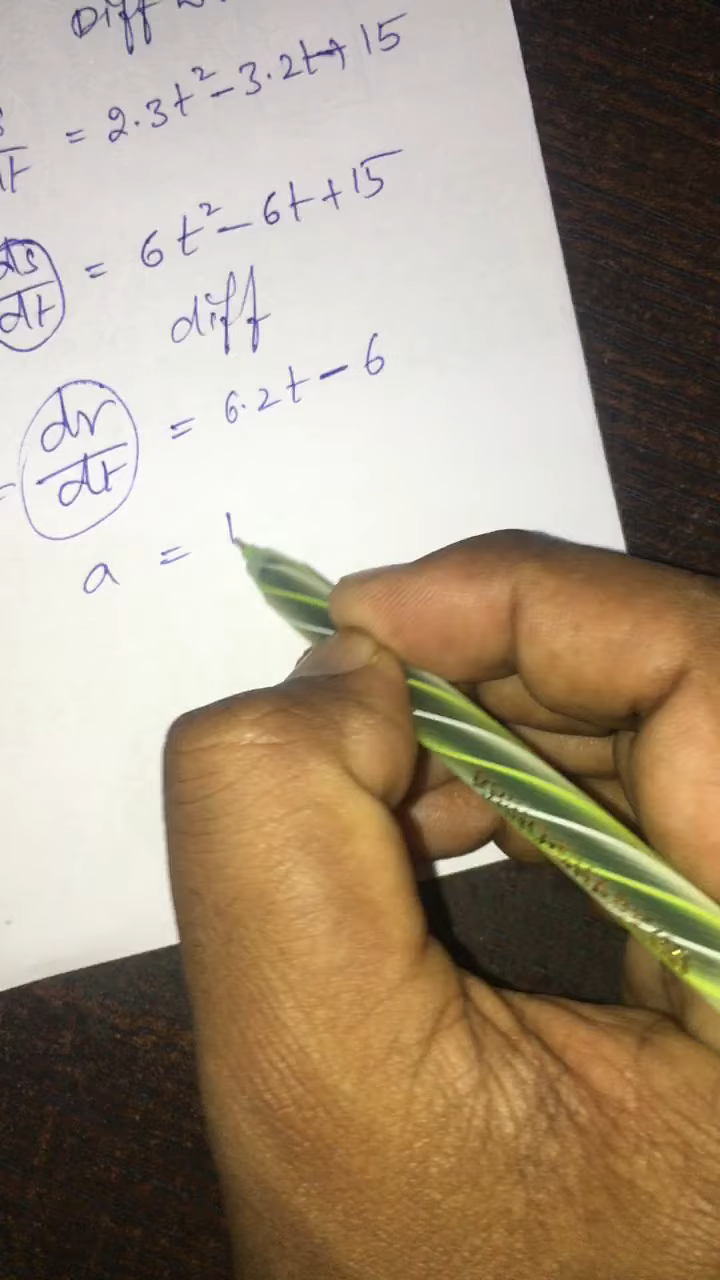 Diff
= 2.3t² - 3.2t + 15
ds/dt = 6t² - 6t + 15
diff
= dv/dt = 6.2t - 6
a = 1